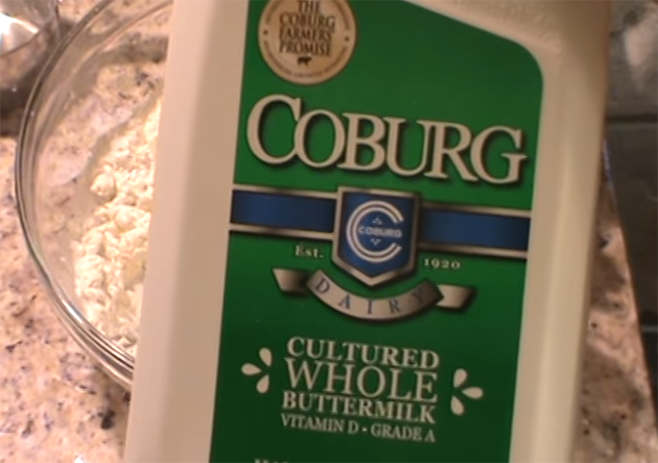 THE
COBURG
FARMERS'
PROMISE
COBURG
COBURG
Est. 1920
DAIRY
CULTURED
WHOLE
BUTTERMILK
VITAMIN D • GRADE A